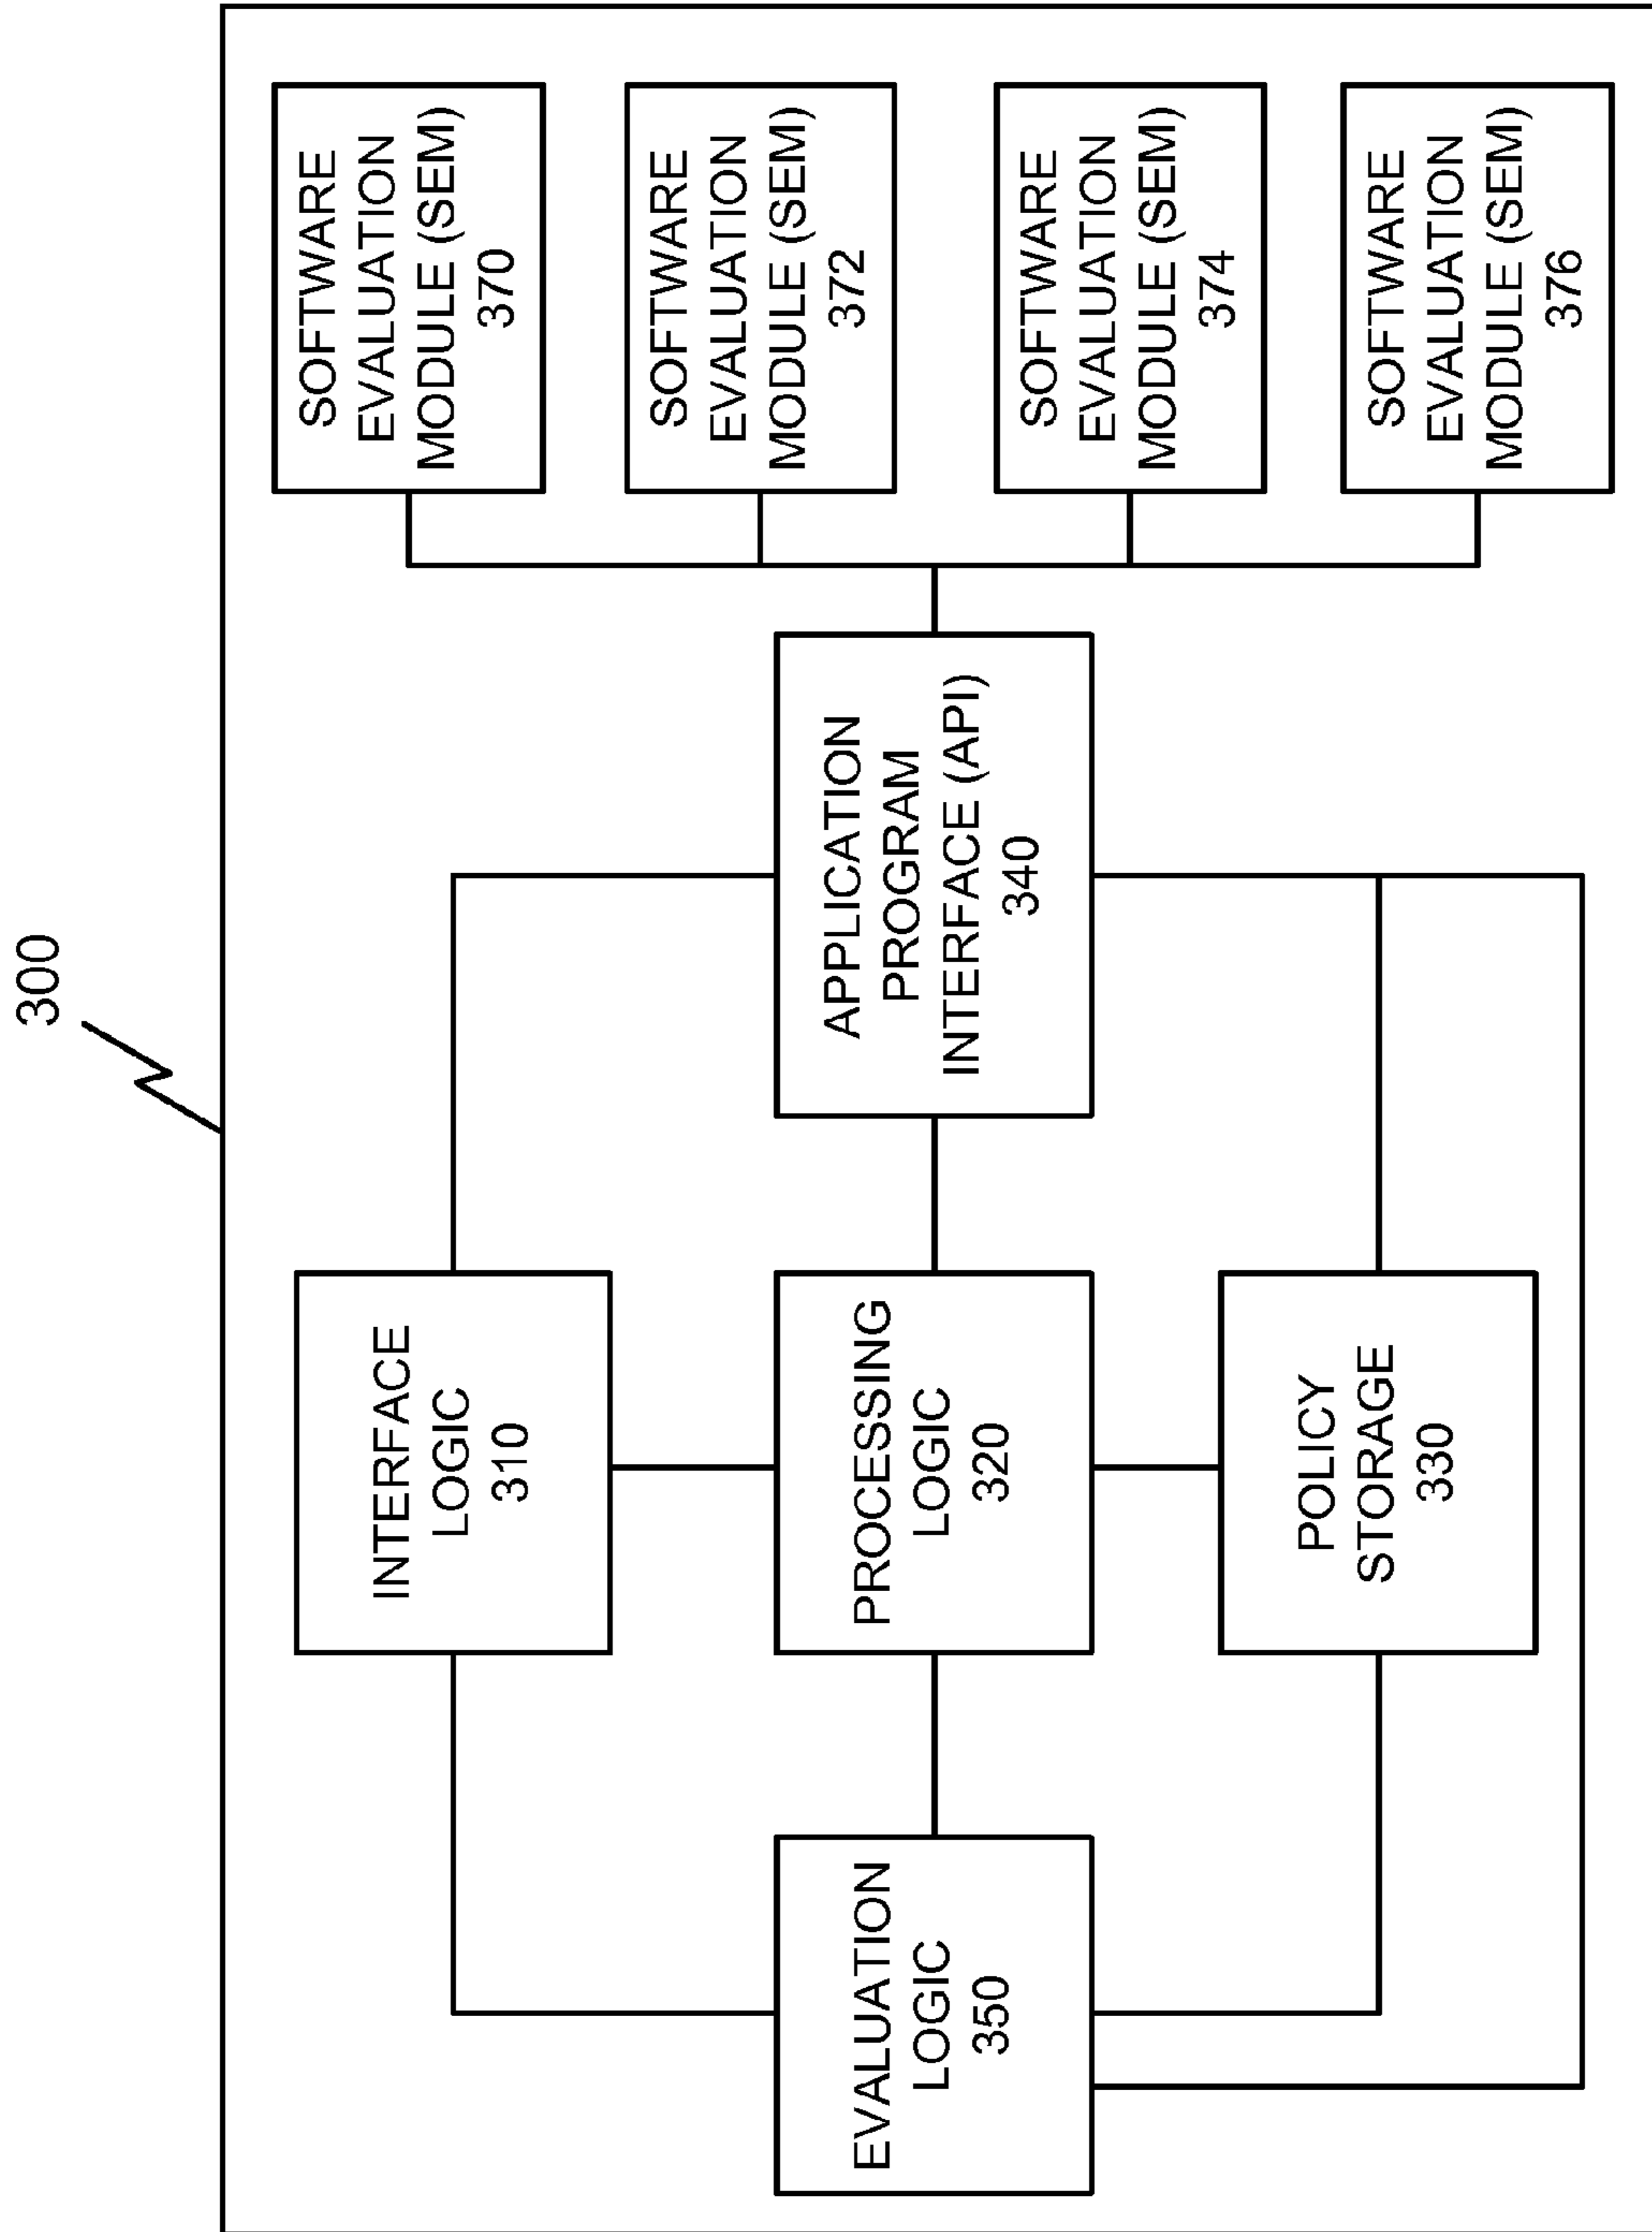 300
INTERFACE
LOGIC
310
EVALUATION
LOGIC
350
PROCESSING
LOGIC
320
POLICY
STORAGE
330
APPLICATION
PROGRAM
INTERFACE (API)
340
SOFTWARE
EVALUATION
MODULE (SEM)
370
SOFTWARE
EVALUATION
MODULE (SEM)
372
SOFTWARE
EVALUATION
MODULE (SEM)
374
SOFTWARE
EVALUATION
MODULE (SEM)
376